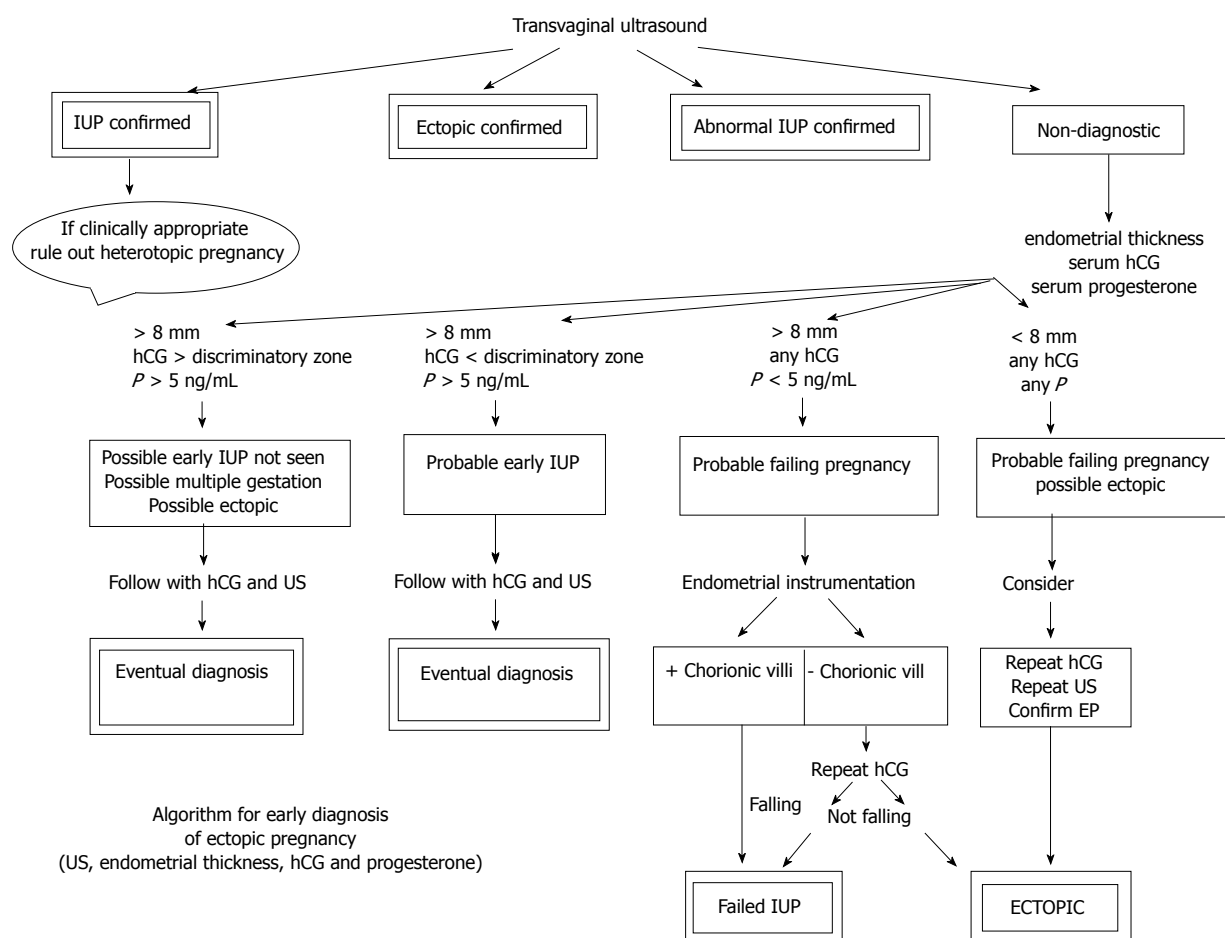 Transvaginal ultrasound
IUP confirmed
Ectopic confirmed
Abnormal IUP confirmed
Non-diagnostic
If clinically appropriate
rule out heterotopic pregnancy
endometrial thickness
serum hCG
serum progesterone
> 8 mm
hCG > discriminatory zone
P > 5 ng/mL
> 8 mm
hCG < discriminatory zone
P > 5 ng/mL
> 8 mm
any hCG
P < 5 ng/mL
< 8 mm
any hCG
any P
Possible early IUP not seen
Possible multiple gestation
Possible ectopic
Probable early IUP
Probable failing pregnancy
Probable failing pregnancy
possible ectopic
Follow with hCG and US
Follow with hCG and US
Endometrial instrumentation
Consider
Eventual diagnosis
Eventual diagnosis
+ Chorionic villi
- Chorionic vill
Repeat hCG
Repeat US
Confirm EP
Repeat hCG
Falling
Not falling
Algorithm for early diagnosis
of ectopic pregnancy
(US, endometrial thickness, hCG and progesterone)
Failed IUP
ECTOPIC